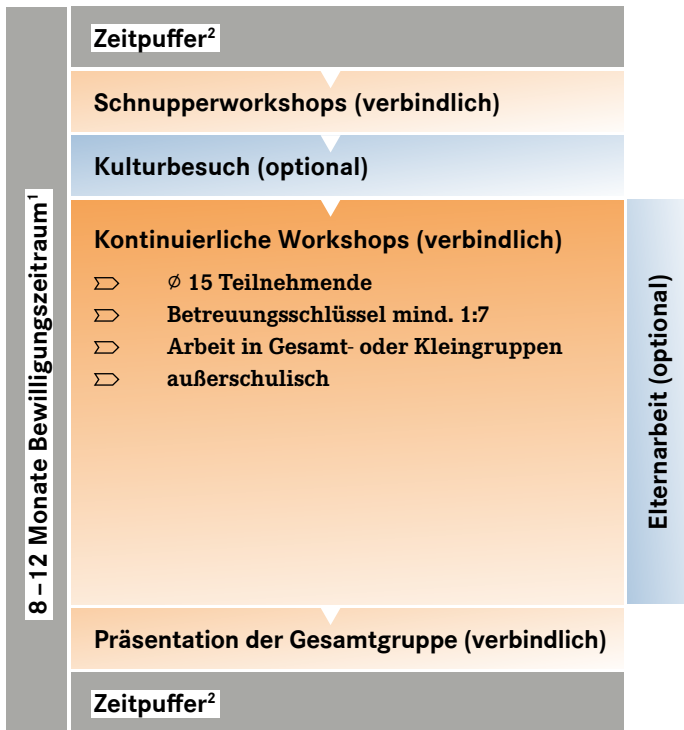 8 – 12 Monate Bewilligungszeitraum¹
Zeitpuffer²
Schnupperworkshops (verbindlich)
Kulturbesuch (optional)
Kontinuierliche Workshops (verbindlich)
∅ 15 Teilnehmende
Betreuungsschlüssel mind. 1:7
Arbeit in Gesamt- oder Kleingruppen
außerschulisch
Elternarbeit (optional)
Präsentation der Gesamtgruppe (verbindlich)
Zeitpuffer²